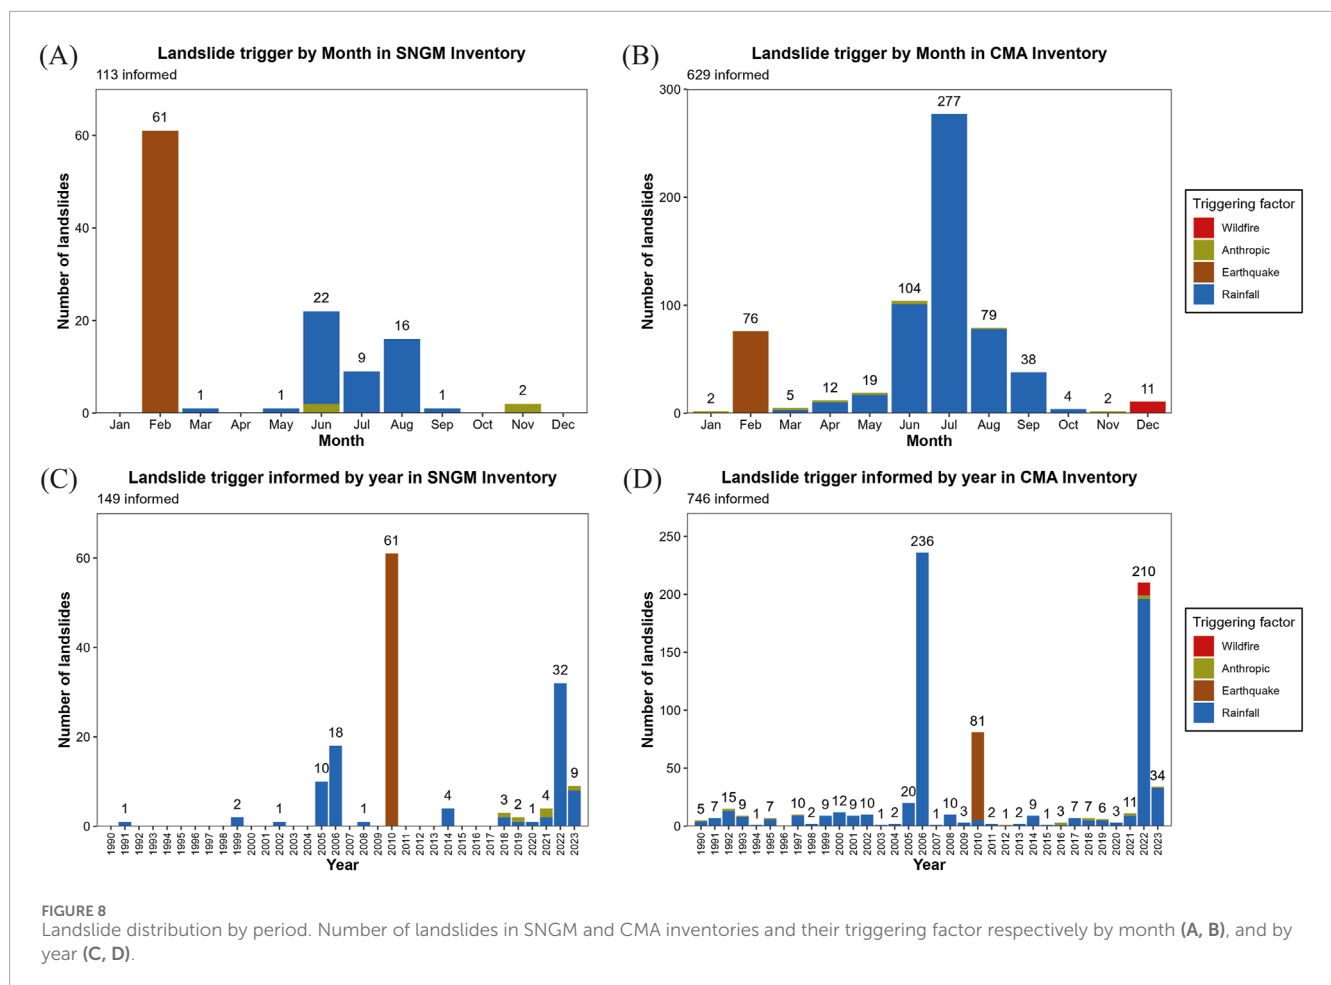 (A)
Landslide trigger by Month in SNGM Inventory
113 informed
Number of landslides
60
40
20
0
61
1
1
22
9
16
1
2
Jan Feb Mar Apr May Jun Jul Aug Sep Oct Nov Dec
Month
(B)
Landslide trigger by Month in CMA Inventory
629 informed
Number of landslides
300
200
100
0
2
76
5
12
19
104
277
79
38
4
2
11
Jan Feb Mar Apr May Jun Jul Aug Sep Oct Nov Dec
Month
Triggering factor
Wildfire
Anthropic
Earthquake
Rainfall
(C)
Landslide trigger informed by year in SNGM Inventory
149 informed
Number of landslides
60
40
20
0
1
2
1
10
18
1
61
4
3
2
1
4
32
9
1990 1991 1992 1993 1994 1995 1996 1997 1998 1999 2000 2002 2003 2004 2005 2006 2007 2008 2009 2010 2011 2012 2013 2014 2015 2016 2017 2018 2019 2020 2021 2022 2023
Year
(D)
Landslide trigger informed by year in CMA Inventory
746 informed
Number of landslides
250
200
150
100
50
0
5
7
15
9
1
7
10
2
9
12
9
10
1
2
20
236
1
10
3
81
2
1
2
9
1
3
7
7
6
3
11
210
34
1990 1991 1992 1993 1994 1995 1996 1997 1998 1999 2000 2001 2002 2003 2004 2005 2006 2007 2008 2009 2010 2011 2012 2013 2014 2015 2016 2017 2018 2019 2020 2021 2022 2023
Year
Triggering factor
Wildfire
Anthropic
Earthquake
Rainfall
FIGURE 8
Landslide distribution by period. Number of landslides in SNGM and CMA inventories and their triggering factor respectively by month (A, B), and by
year (C, D).